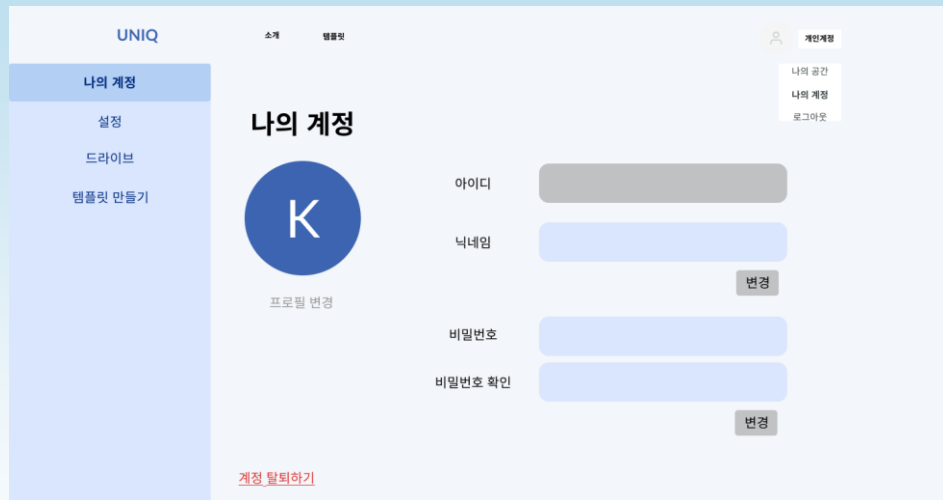 UNIQ
소개
템플릿
개인계정
나의 공간
나의 계정
로그아웃
나의 계정
설정
드라이브
템플릿 만들기
나의 계정
K
프로필 변경
아이디
닉네임
변경
비밀번호
비밀번호 확인
변경
계정 탈퇴하기